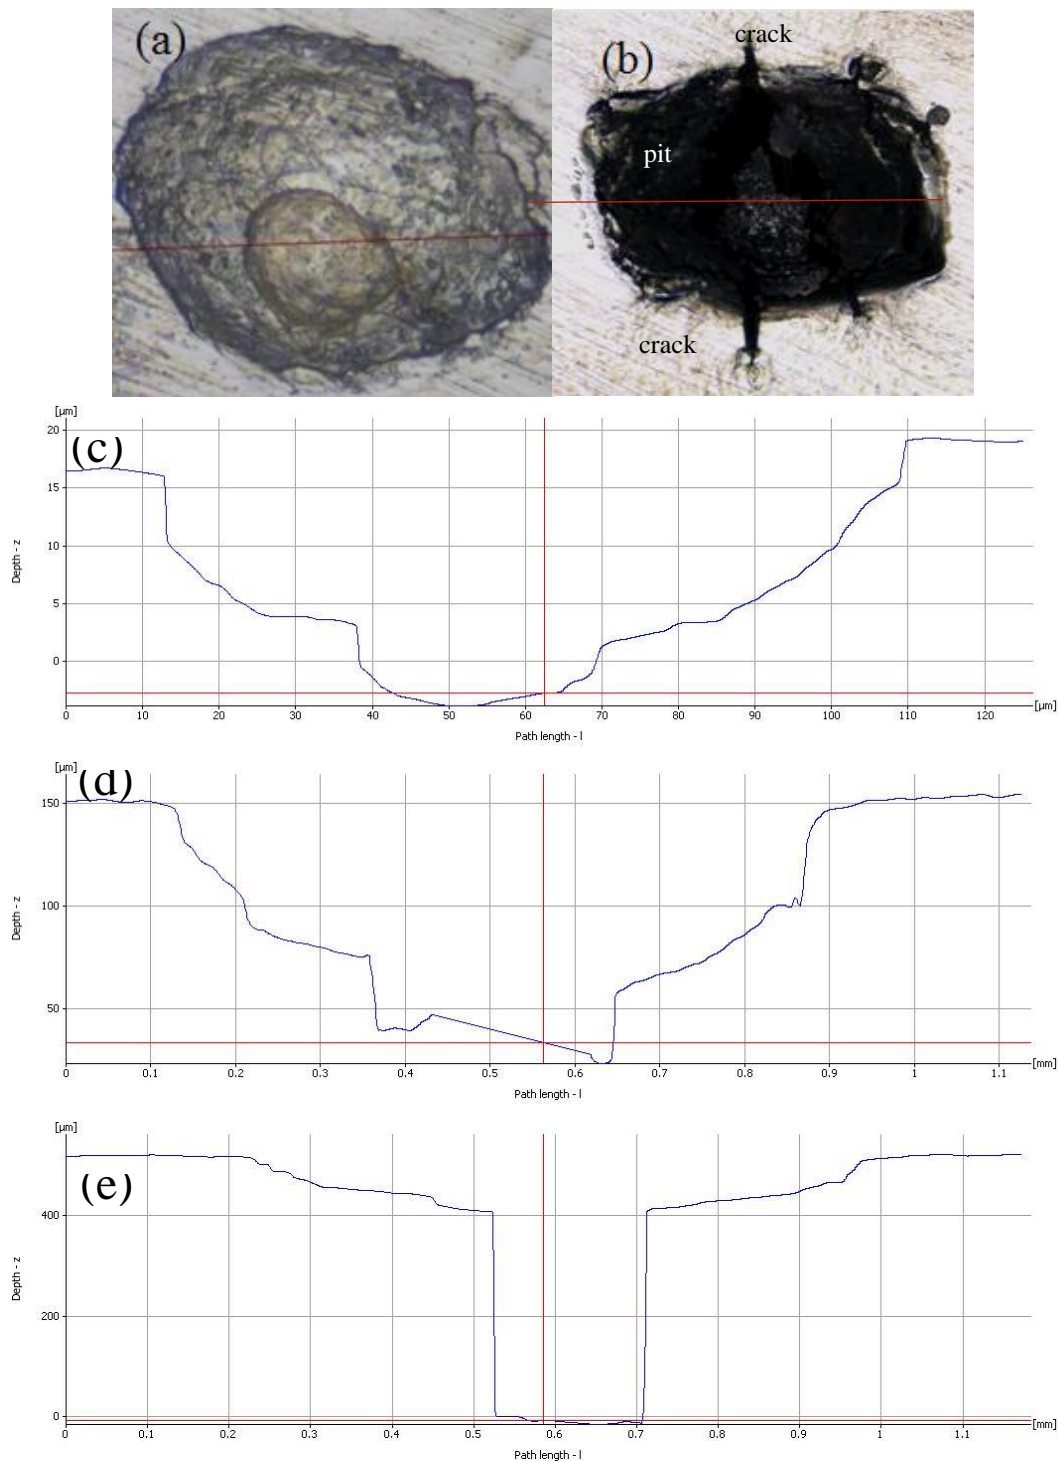 (a)
(b)
crack
pit
crack
[µm]
(c)
20
15
10
5
0
Depth - z
0 10 20 30 40 50 60 70 80 90 100 110 120 [µm]
Path length - l
[µm]
(d)
150
100
50
Depth - z
0 0.1 0.2 0.3 0.4 0.5 0.6 0.7 0.8 0.9 1 1.1 [mm]
Path length - l
[µm]
(e)
400
200
0
Depth - z
0 0.1 0.2 0.3 0.4 0.5 0.6 0.7 0.8 0.9 1 1.1 [mm]
Path length - l